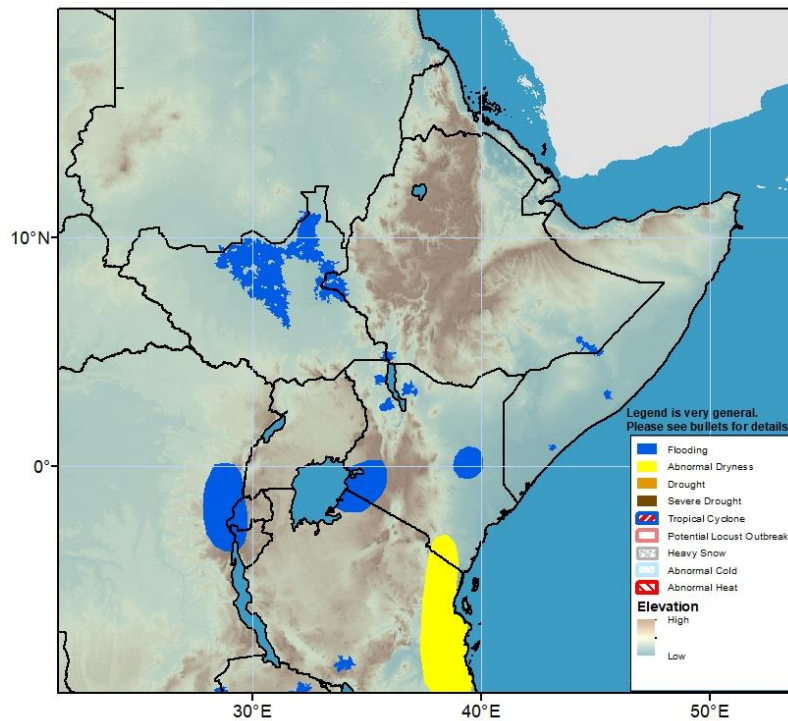 10°N
0°
30°E
40°E
50°E
Legend is very general.
Please see bullets for details
Flooding
Abnormal Dryness
Drought
Severe Drought
Tropical Cyclone
Potential Locust Outbreak
Heavy Snow
Abnormal Cold
Abnormal Heat
Elevation
High
Low